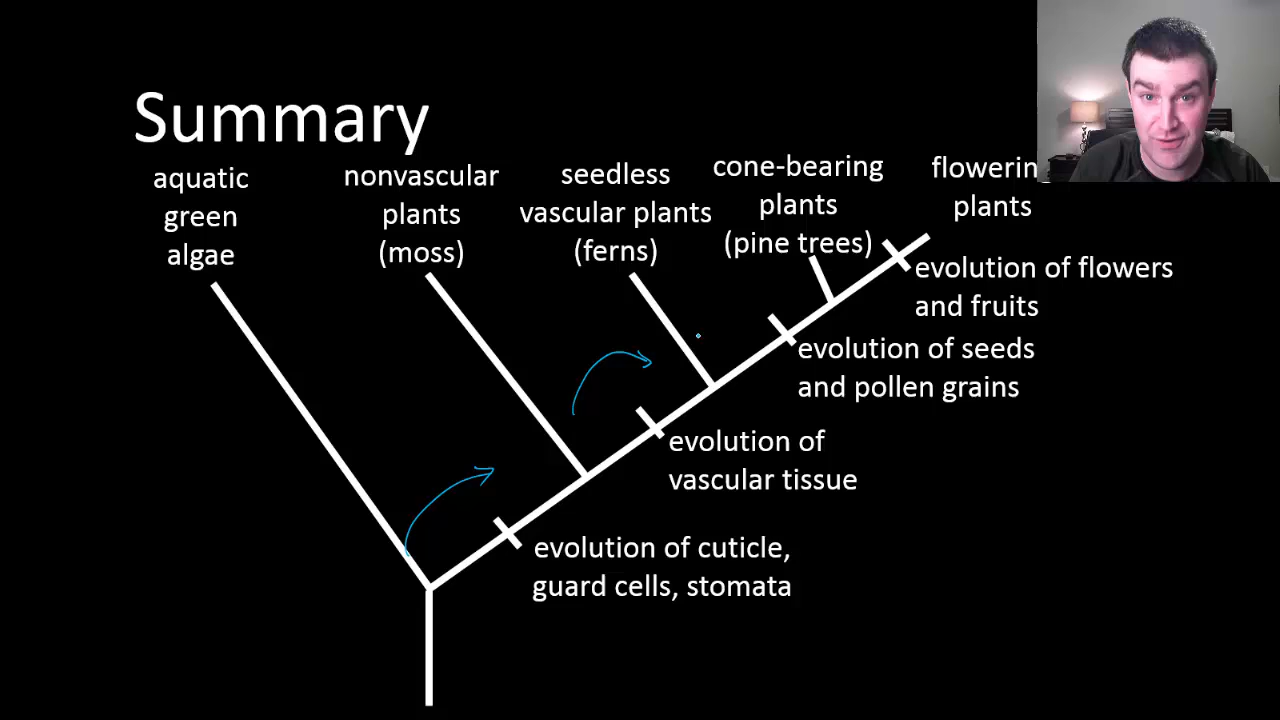 Summary
aquatic
green
algae
nonvascular
plants
(moss)
seedless
vascular plants
(ferns)
cone-bearing
plants
(pine trees)
flowerin
plants
evolution of flowers
and fruits
evolution of seeds
and pollen grains
evolution of
vascular tissue
evolution of cuticle,
guard cells, stomata